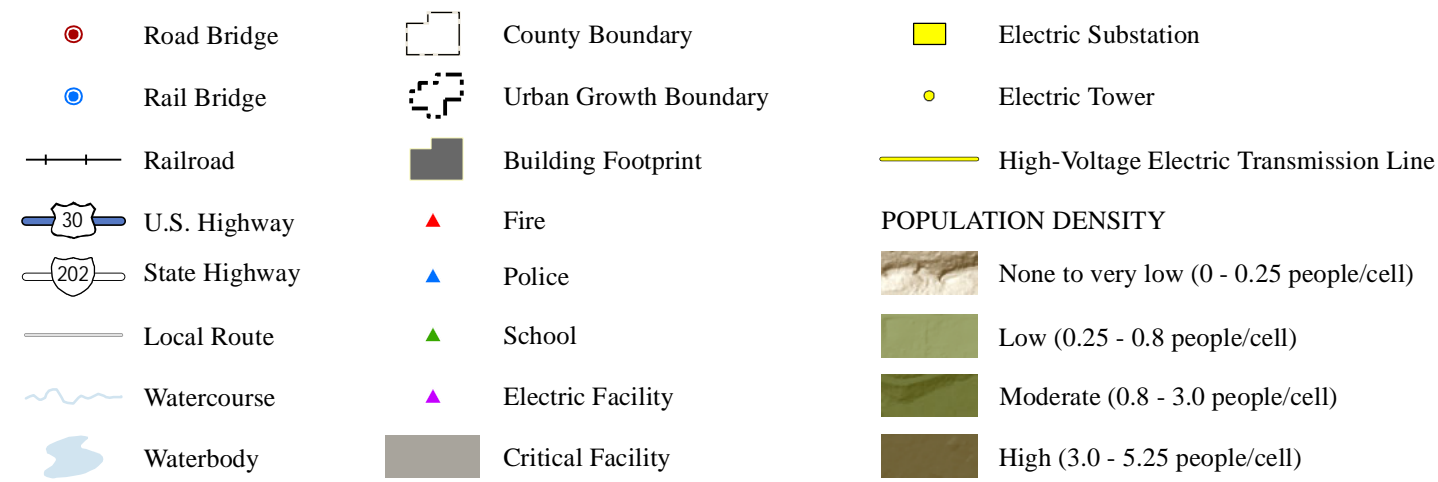 Road Bridge
Rail Bridge
Railroad
30
U.S. Highway
202
State Highway
Local Route
Watercourse
Waterbody
County Boundary
Urban Growth Boundary
Building Footprint
Fire
Police
School
Electric Facility
Critical Facility
Electric Substation
Electric Tower
High-Voltage Electric Transmission Line
POPULATION DENSITY
None to very low (0 - 0.25 people/cell)
Low (0.25 - 0.8 people/cell)
Moderate (0.8 - 3.0 people/cell)
High (3.0 - 5.25 people/cell)